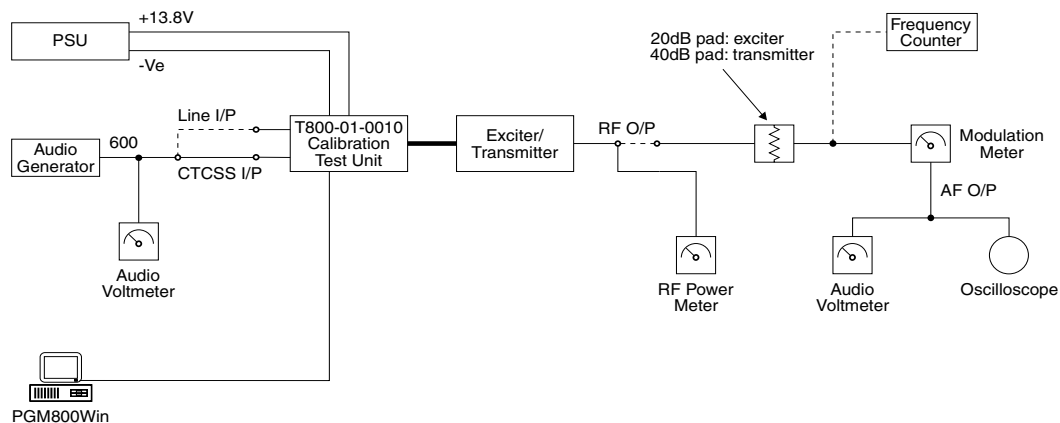 +13.8V
PSU
-Ve
20dB pad: exciter
40dB pad: transmitter
Frequency
Counter
Line I/P
T800-01-0010
Calibration
Test Unit
Exciter/
Transmitter
RF O/P
Modulation
Meter
Audio
Generator
600
CTCSS I/P
AF O/P
Audio
Voltmeter
RF Power
Meter
Audio
Voltmeter
Oscilloscope
PGM800Win